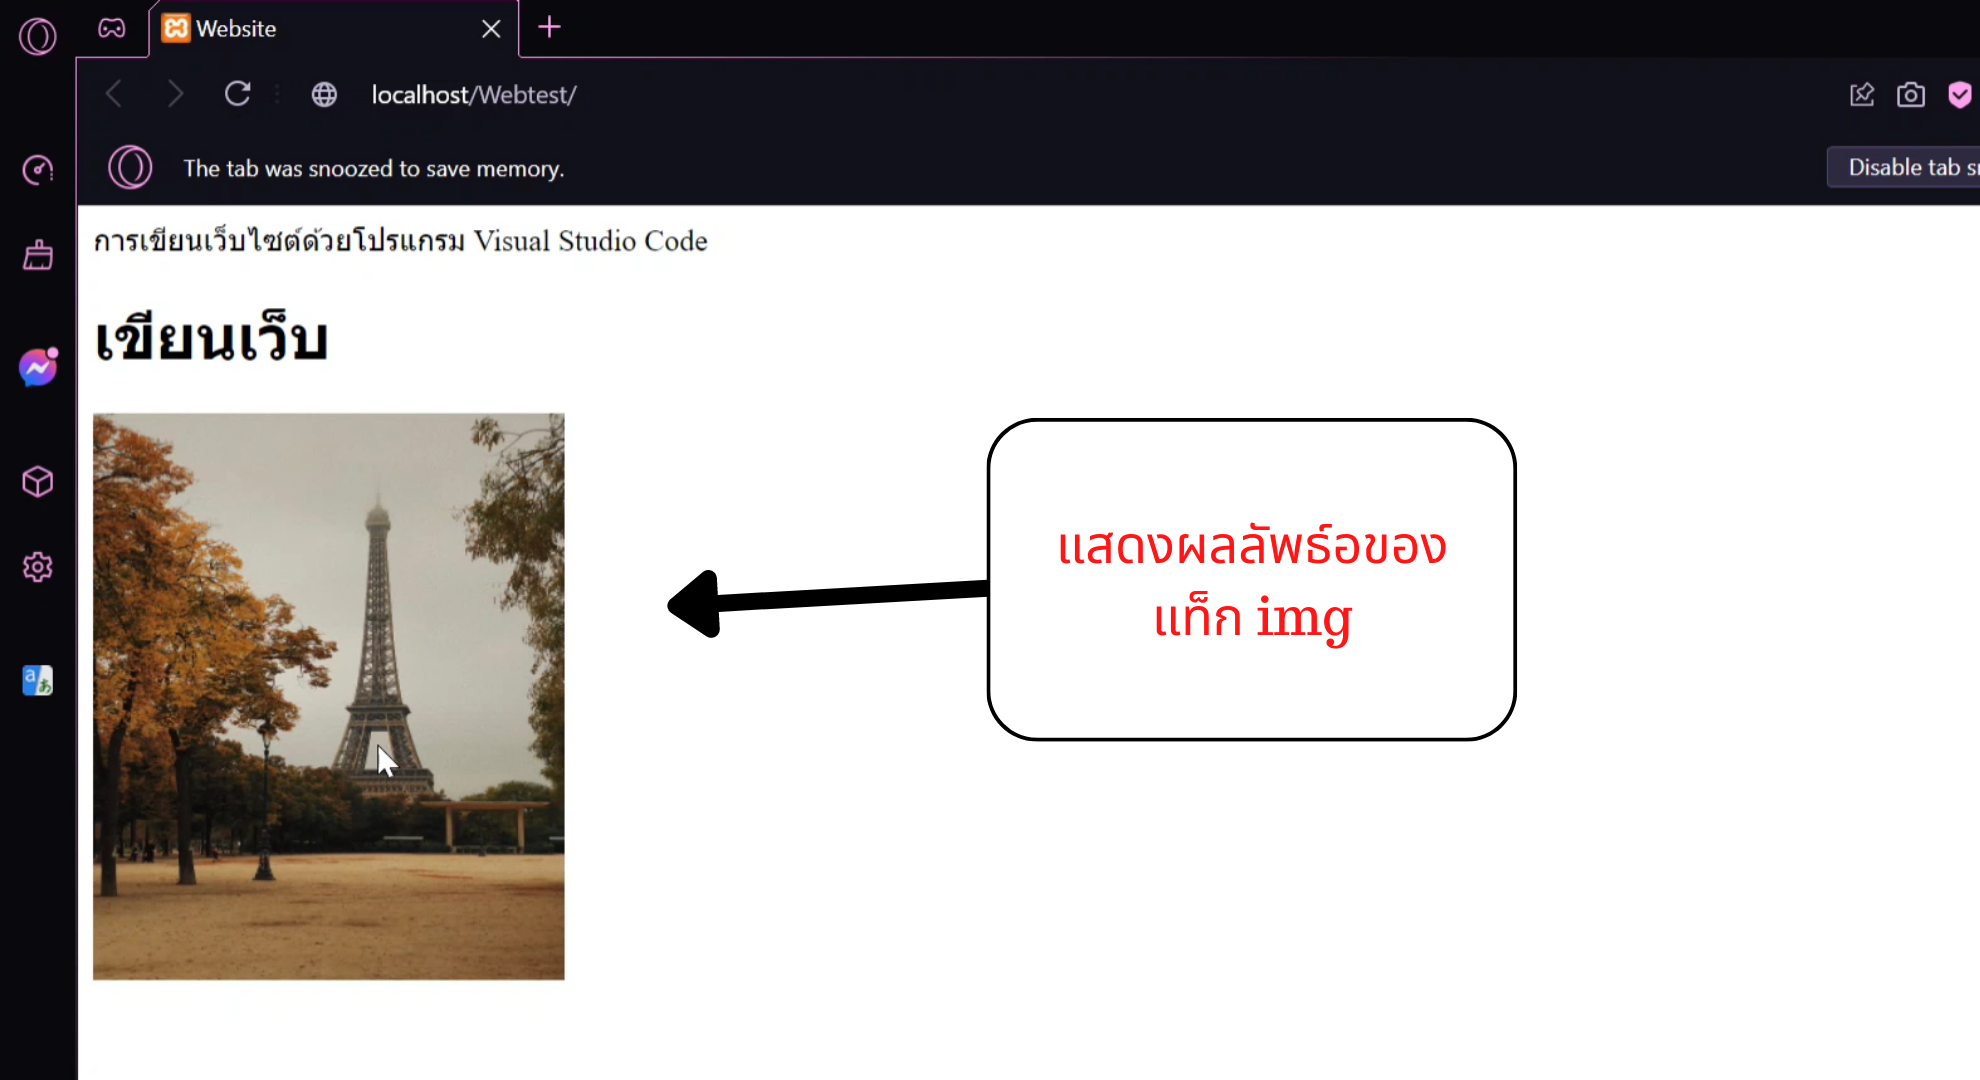 Website
localhost/Webtest/
The tab was snoozed to save memory.
Disable tab
การเขียนเว็บไซต์ด้วยโปรแกรม Visual Studio Code
เขียนเว็บ
แสดงผลลัพธ์อของ
แท็ก img